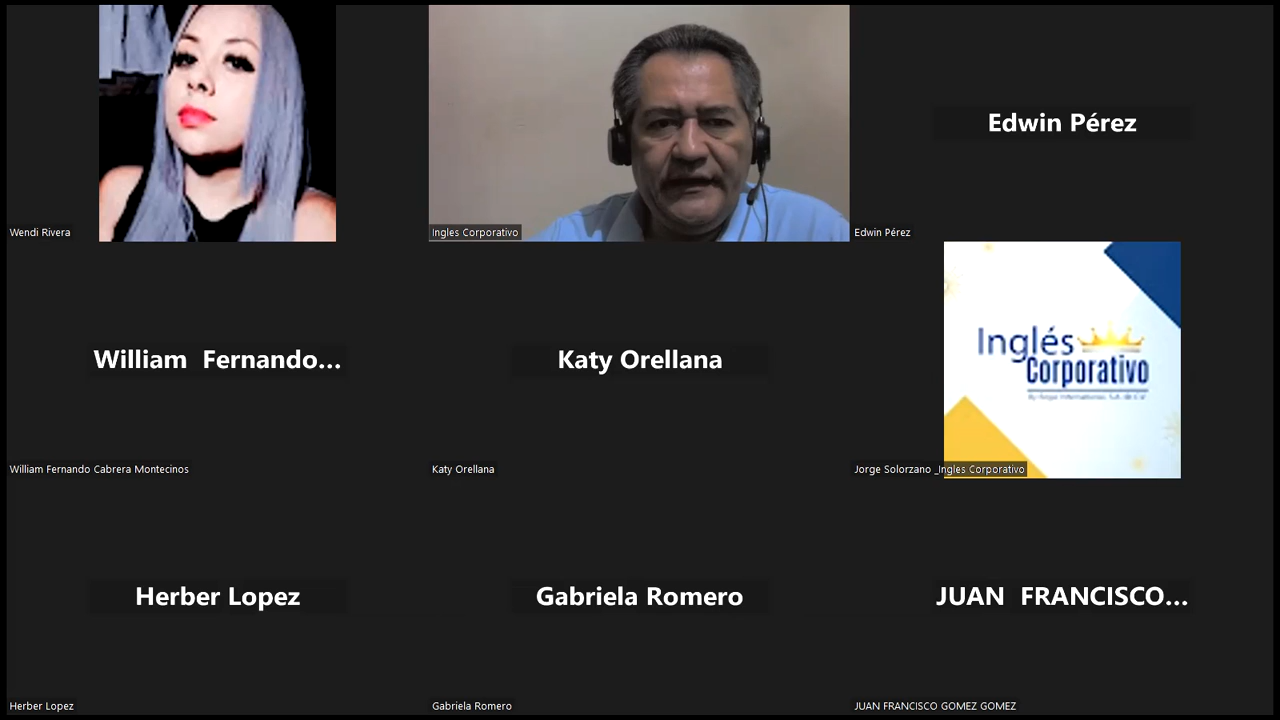 Wendi Rivera
Ingles Corporativo
Edwin Pérez
Edwin Pérez
William Fernando...
Katy Orellana
Inglés
Corporativo
William Fernando Cabrera Montecinos
Katy Orellana
Jorge Solorzano _Ingles Corporativo
Herber Lopez
Gabriela Romero
JUAN FRANCISCO...
Herber Lopez
Gabriela Romero
JUAN FRANCISCO GOMEZ GOMEZ